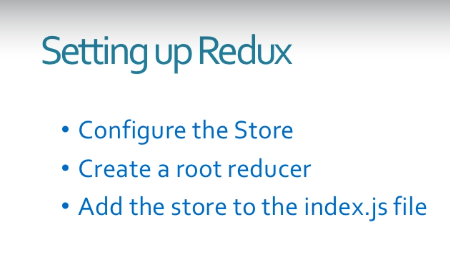 Setting up Redux
• Configure the Store
• Create a root reducer
• Add the store to the index.js file